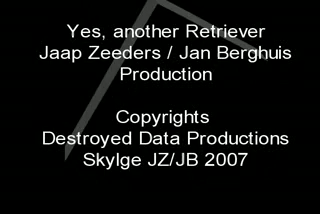 Yes, another Retriever
Jaap Zeeders / Jan Berghuis
Production
Copyrights
Destroyed Data Productions
Skylge JZ/JB 2007